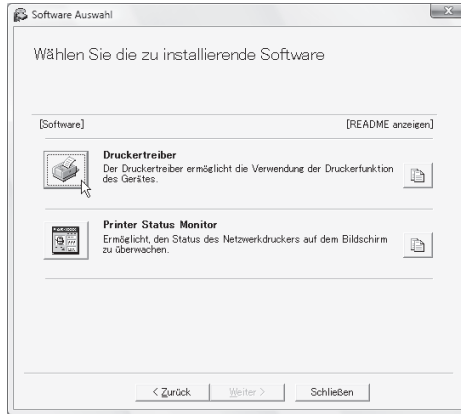 Software Auswahl
Wählen Sie die zu installierende Software
[Software] [README anzeigen]
Druckertreiber
Der Druckertreiber ermöglicht die Verwendung der Druckerfunktion
des Gerätes.
Printer Status Monitor
Ermöglicht, den Status des Netzwerkdruckers auf dem Bildschirm
zu überwachen.
< Zurück Weiter > Schließen